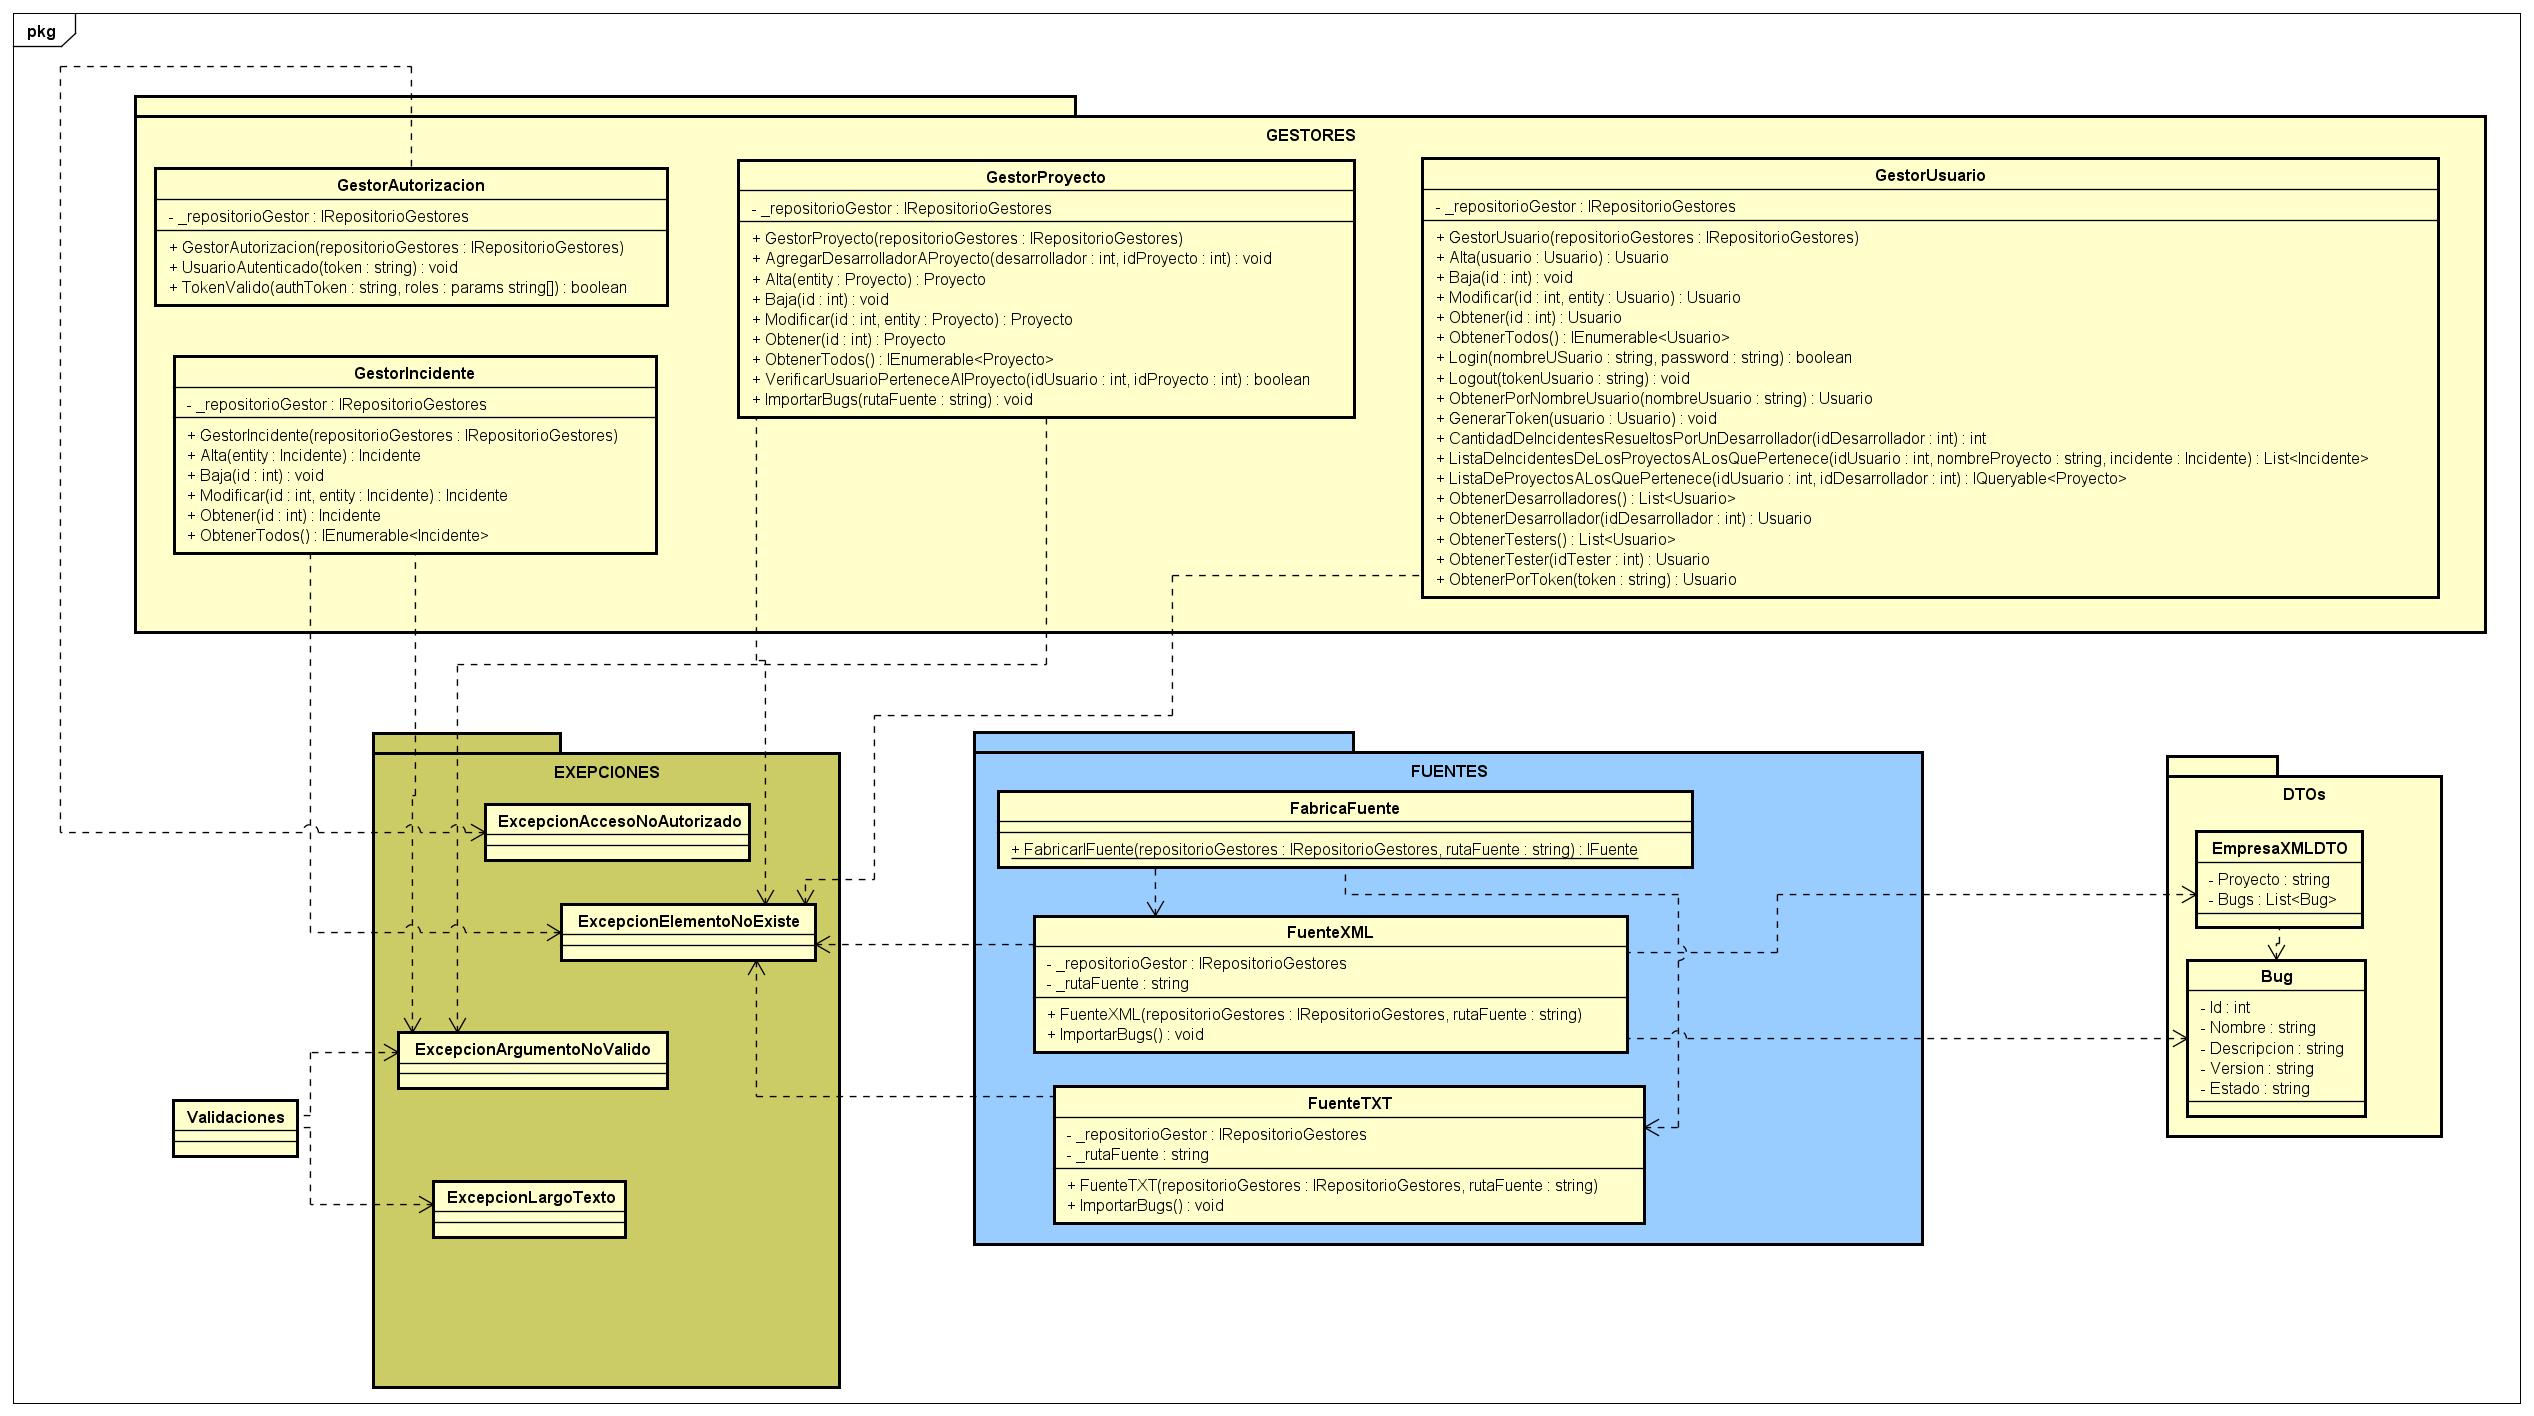 pkg
GESTORES
GestorAutorizacion
- _repositorioGestor : IRepositorioGestores
+ GestorAutorizacion(repositorioGestores : IRepositorioGestores)
+ UsuarioAutenticado(token : string) : void
+ TokenValido(authToken : string, roles : params string[]) : boolean
GestorIncidente
- _repositorioGestor : IRepositorioGestores
+ GestorIncidente(repositorioGestores : IRepositorioGestores)
+ Alta(entity : Incidente) : Incidente
+ Baja(id : int) : void
+ Modificar(id : int, entity : Incidente) : Incidente
+ Obtener(id : int) : Incidente
+ ObtenerTodos() : IEnumerable<Incidente>
GestorProyecto
- _repositorioGestor : IRepositorioGestores
+ GestorProyecto(repositorioGestores : IRepositorioGestores)
+ AgregarDesarrolladorAProyecto(desarrollador : int, idProyecto : int) : void
+ Alta(entity : Proyecto) : Proyecto
+ Baja(id : int) : void
+ Modificar(id : int, entity : Proyecto) : Proyecto
+ Obtener(id : int) : Proyecto
+ ObtenerTodos() : IEnumerable<Proyecto>
+ VerificarUsuarioPerteneceAlProyecto(idUsuario : int, idProyecto : int) : boolean
+ ImportarBugs(rutaFuente : string) : void
GestorUsuario
- _repositorioGestor : IRepositorioGestores
+ GestorUsuario(repositorioGestores : IRepositorioGestores)
+ Alta(usuario : Usuario) : Usuario
+ Baja(id : int) : void
+ Modificar(id : int, entity : Usuario) : Usuario
+ Obtener(id : int) : Usuario
+ ObtenerTodos() : IEnumerable<Usuario>
+ Login(nombreUSuario : string, password : string) : boolean
+ Logout(tokenUsuario : string) : void
+ ObtenerPorNombreUsuario(nombreUsuario : string) : Usuario
+ GenerarToken(usuario : Usuario) : void
+ CantidadDeIncidentesResueltosPorUnDesarrollador(idDesarrollador : int) : int
+ ListaDeIncidentesDeLosProyectosALosQuePertenece(idUsuario : int, nombreProyecto : string, incidente : Incidente) : List<Incidente>
+ ListaDeProyectosALosQuePertenece(idUsuario : int, idDesarrollador : int) : IQueryable<Proyecto>
+ ObtenerDesarrolladores() : List<Usuario>
+ ObtenerDesarrollador(idDesarrollador : int) : Usuario
+ ObtenerTesters() : List<Usuario>
+ ObtenerTester(idTester : int) : Usuario
+ ObtenerPorToken(token : string) : Usuario
EXEPCIONES
ExcepcionAccesoNoAutorizado
ExcepcionElementoNoExiste
ExcepcionArgumentoNoValido
ExcepcionLargoTexto
Validaciones
FUENTES
FabricaFuente
+ FabricarIFuente(repositorioGestores : IRepositorioGestores, rutaFuente : string) : IFuente
FuenteXML
- _repositorioGestor : IRepositorioGestores
- _rutaFuente : string
+ FuenteXML(repositorioGestores : IRepositorioGestores, rutaFuente : string)
+ ImportarBugs() : void
FuenteTXT
- _repositorioGestor : IRepositorioGestores
- _rutaFuente : string
+ FuenteTXT(repositorioGestores : IRepositorioGestores, rutaFuente : string)
+ ImportarBugs() : void
DTOs
EmpresaXMLDTO
- Proyecto : string
- Bugs : List<Bug>
Bug
- Id : int
- Nombre : string
- Descripcion : string
- Version : string
- Estado : string